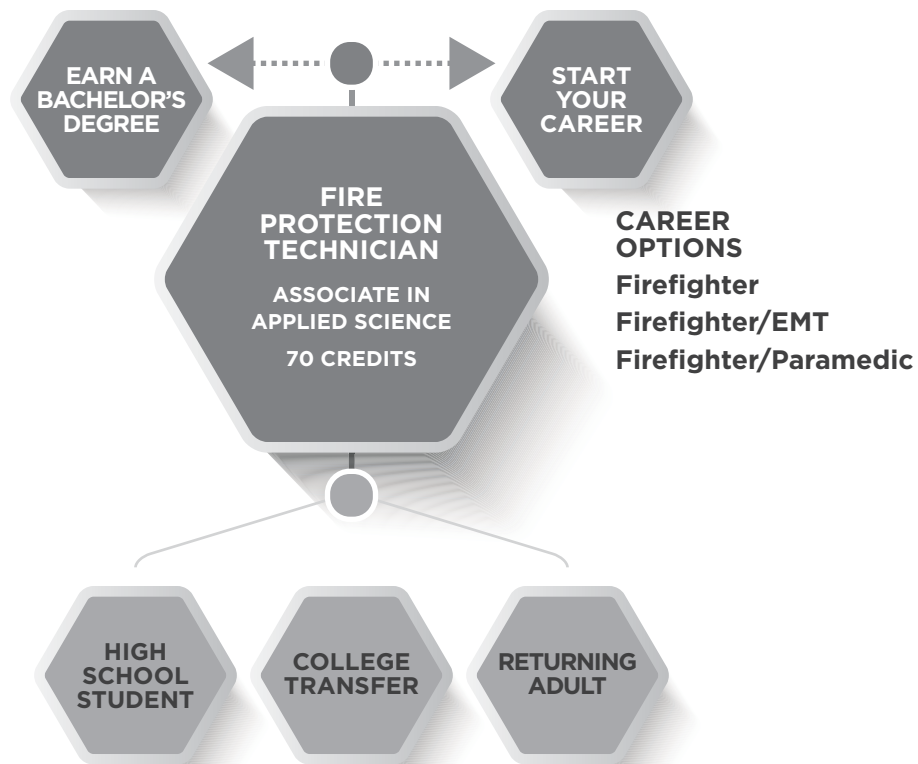 EARN A
BACHELOR'S
DEGREE
START
YOUR
CAREER
FIRE
PROTECTION
TECHNICIAN
ASSOCIATE IN
APPLIED SCIENCE
70 CREDITS
CAREER
OPTIONS
Firefighter
Firefighter/EMT
Firefighter/Paramedic
HIGH
SCHOOL
STUDENT
COLLEGE
TRANSFER
RETURNING
ADULT